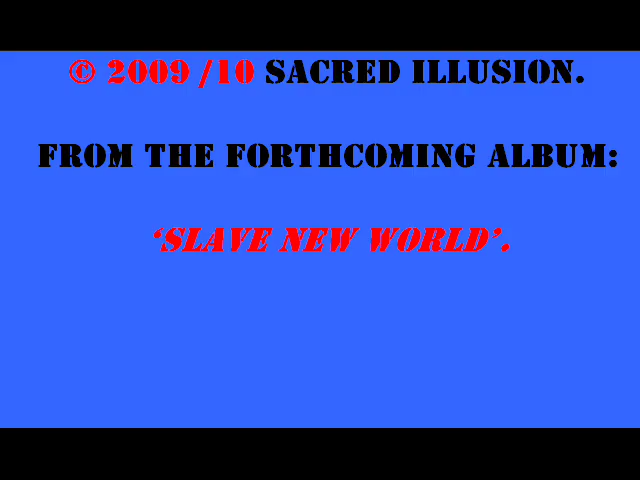 © 2009 /10 SACRED ILLUSION.
FROM THE FORTHCOMING ALBUM:
‘SLAVE NEW WORLD’.